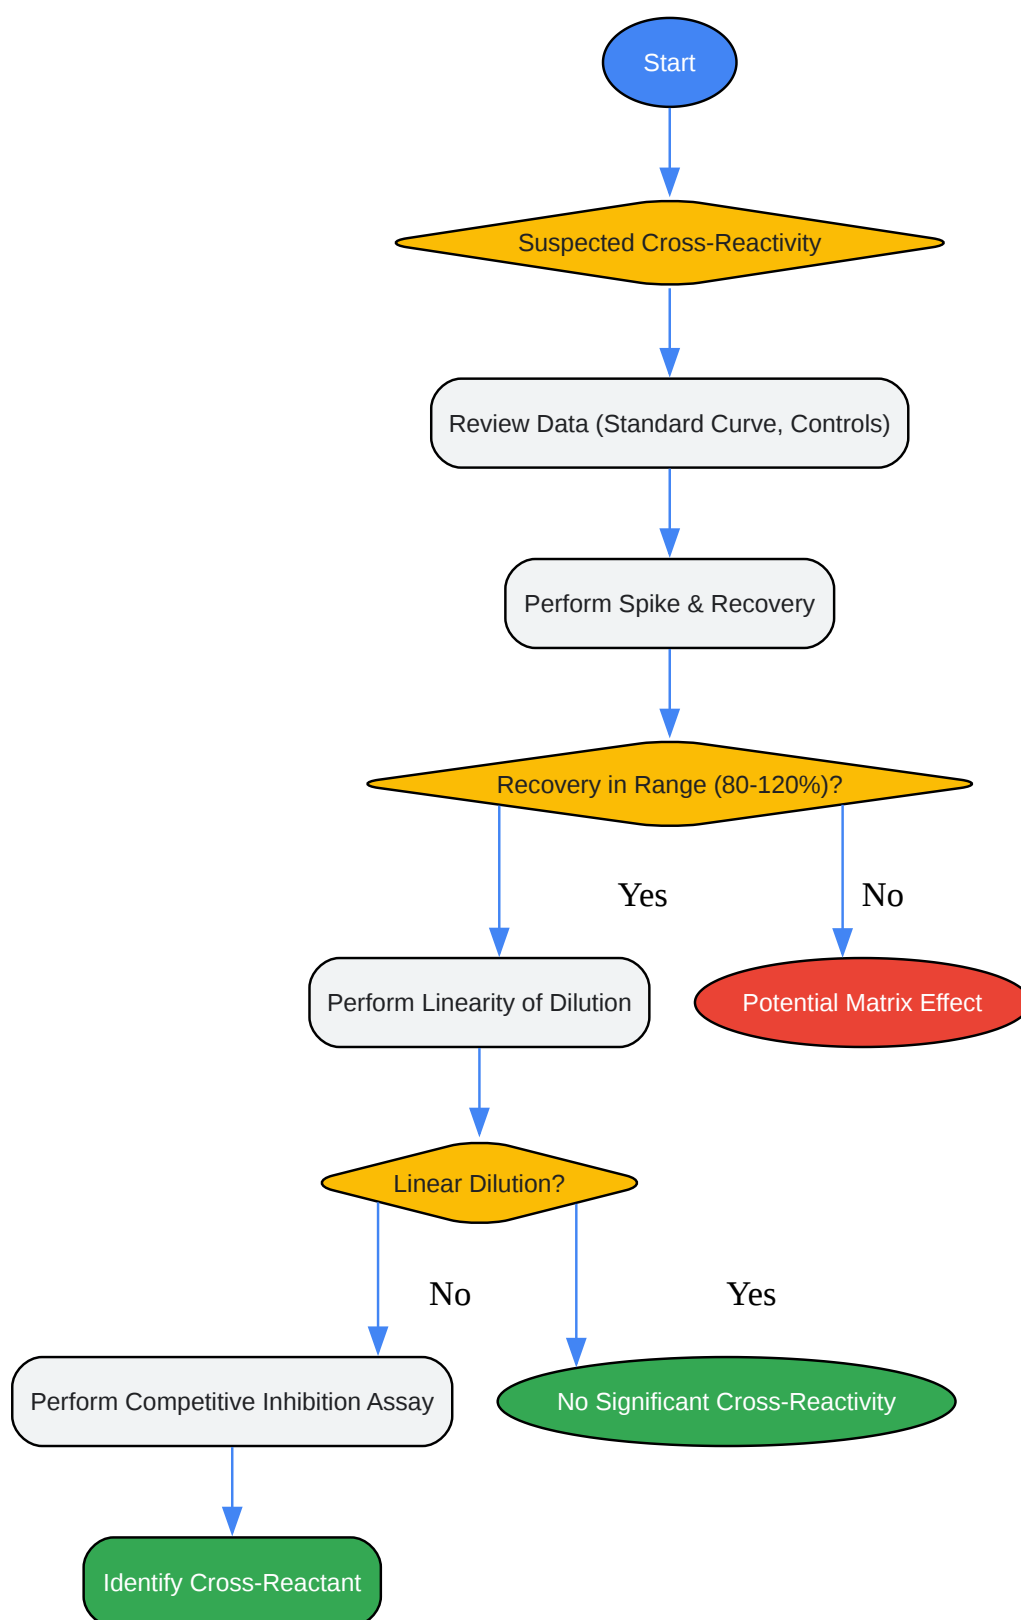 Start
Suspected Cross-Reactivity
Review Data (Standard Curve, Controls)
Perform Spike & Recovery
Recovery in Range (80-120%)?
Yes
No
Perform Linearity of Dilution
Potential Matrix Effect
Linear Dilution?
No
Yes
Perform Competitive Inhibition Assay
No Significant Cross-Reactivity
Identify Cross-Reactant